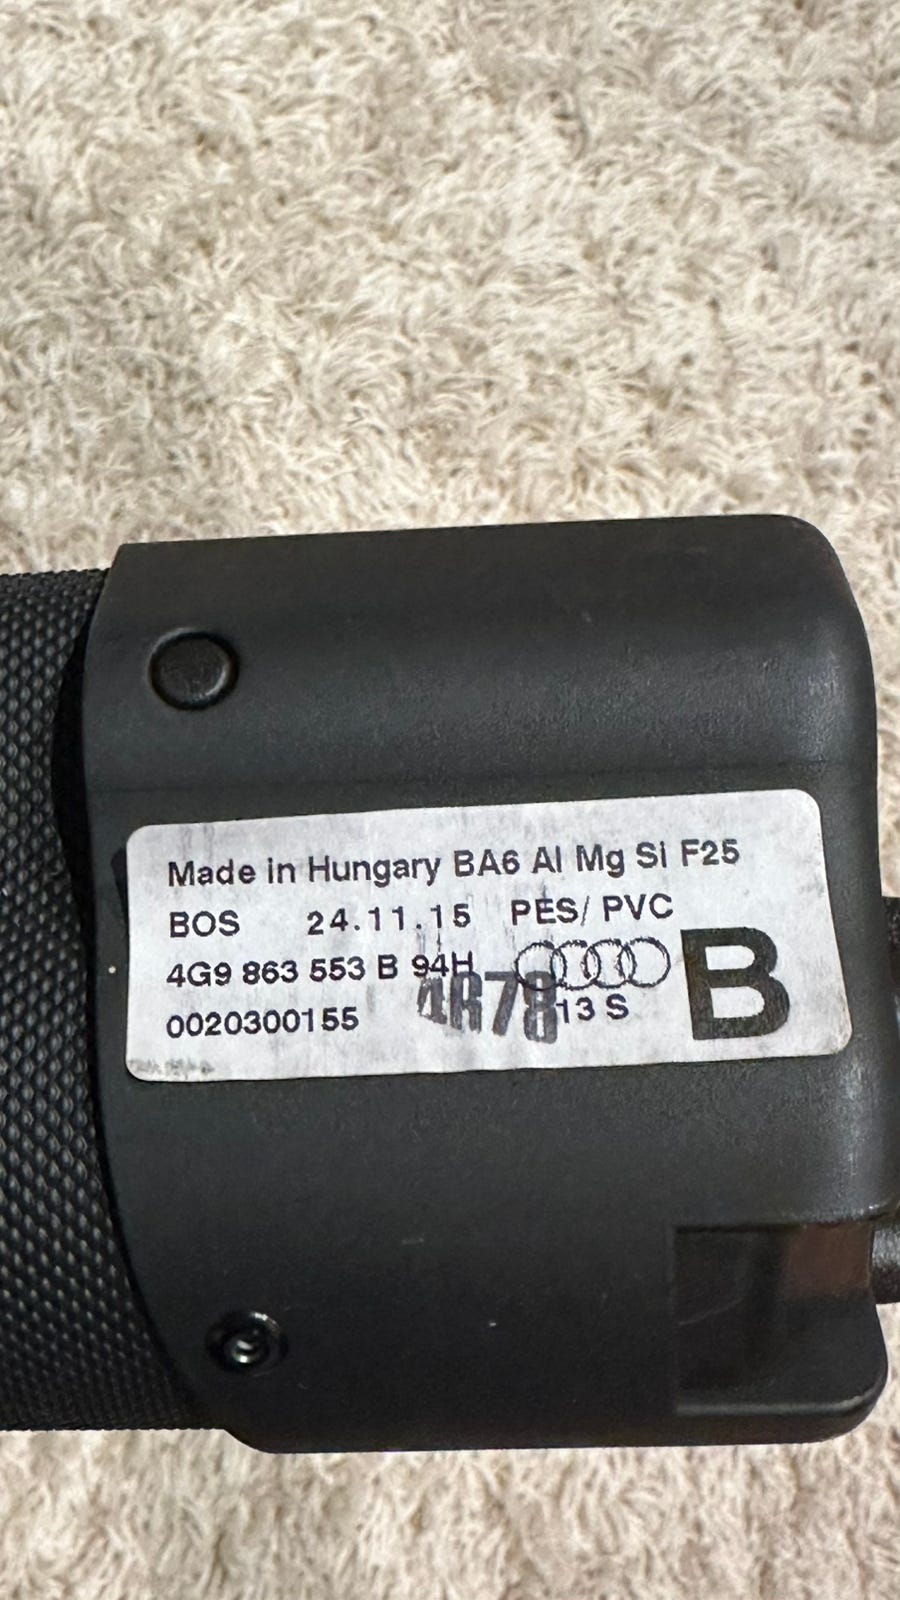 Made in Hungary BA6 Al Mg Si F25
BOS 24.11.15 PES/ PVC
4G9 863 553 B 94H
B
0020300155
13 S